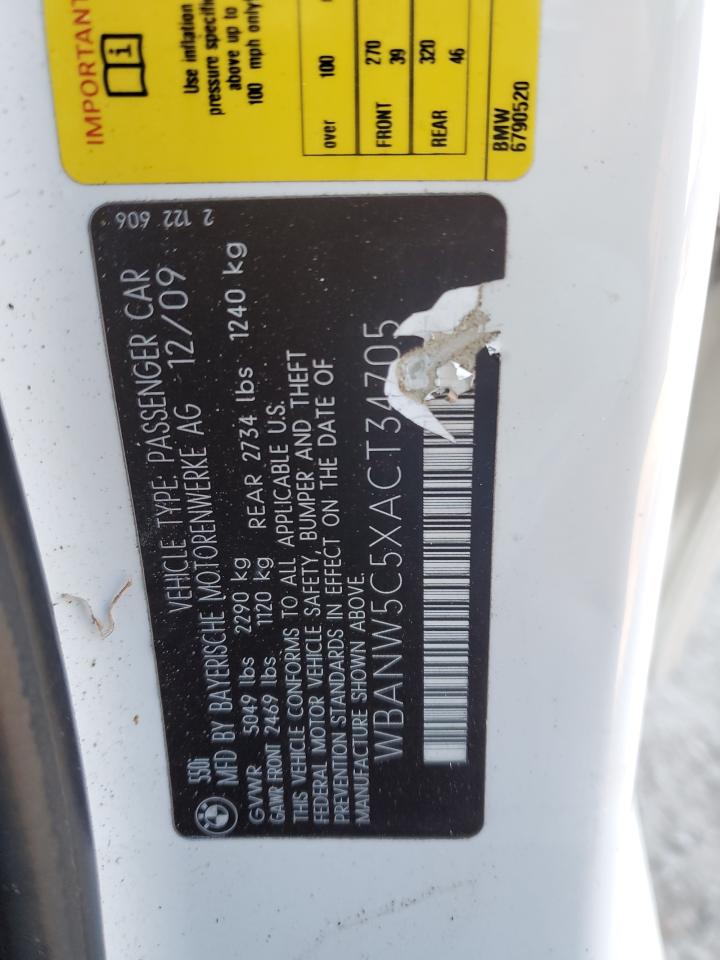 IMPORTANT
Use inflation
pressure specifi
above up to
100 mph only
over 100
FRONT 270
39
REAR 320
46
BMW
6790520
2 122 606
550i
VEHICLE TYPE: PASSENGER CAR
MFD BY BAYERISCHE MOTORENWERKE AG 12/09
GVWR 5049 lbs 2290 kg
GAWR FRONT 2469 lbs 1120 kg REAR 2734 lbs 1240 kg
THIS VEHICLE CONFORMS TO ALL APPLICABLE U.S.
FEDERAL MOTOR VEHICLE SAFETY, BUMPER AND THEFT
PREVENTION STANDARDS IN EFFECT ON THE DATE OF
MANUFACTURE SHOWN ABOVE.
WBANW5C5XACT34705